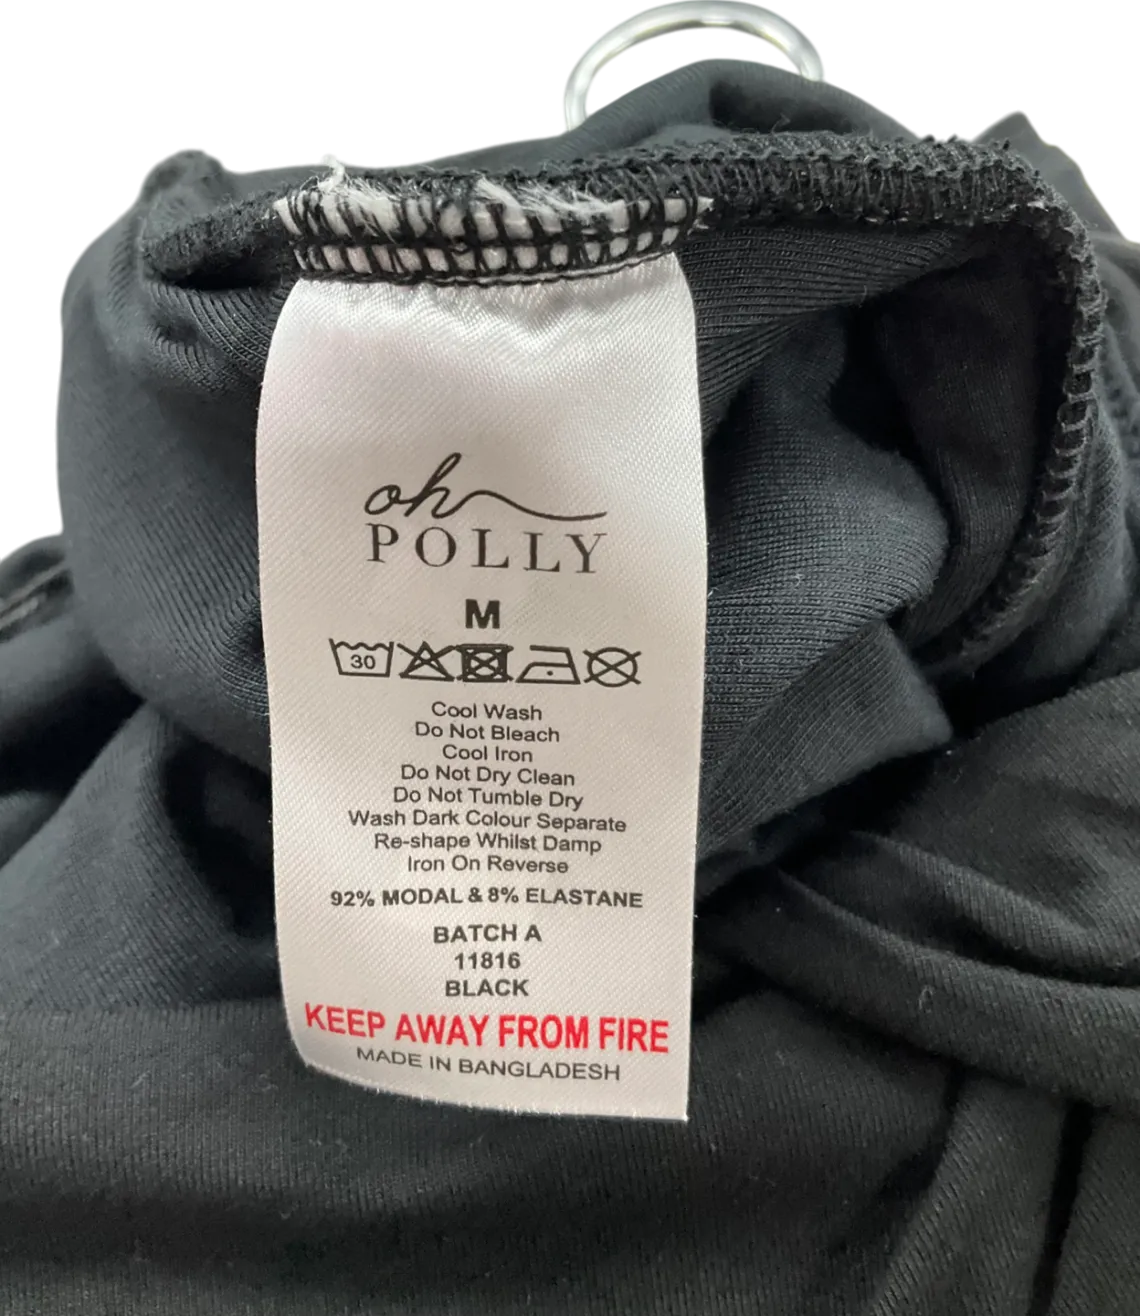 oh
POLLY
M
30
Cool Wash
Do Not Bleach
Cool Iron
Do Not Dry Clean
Do Not Tumble Dry
Wash Dark Colour Separate
Re-shape Whilst Damp
Iron On Reverse
92% MODAL & 8% ELASTANE
BATCH A
11816
BLACK
KEEP AWAY FROM FIRE
MADE IN BANGLADESH